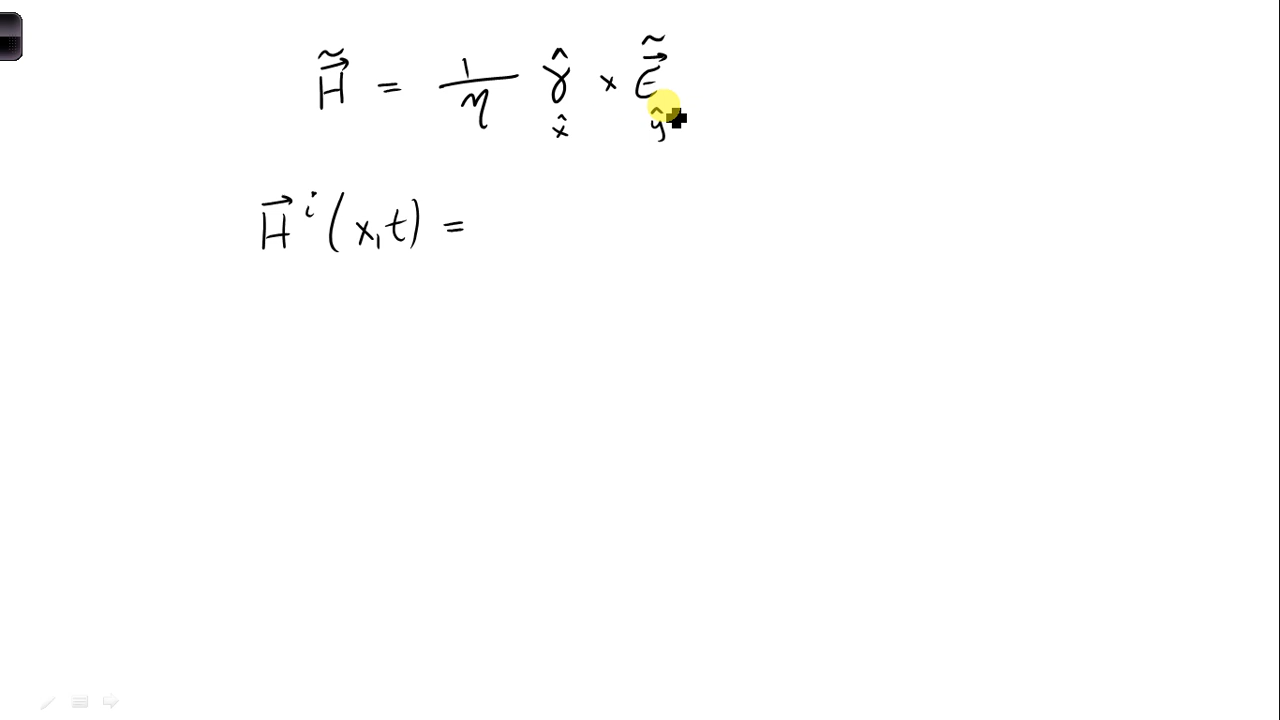 H̃⃗ = 1/η γ̂ × Ẽ⃗
x̂ ŷ
H⃗ⁱ(x,t) =